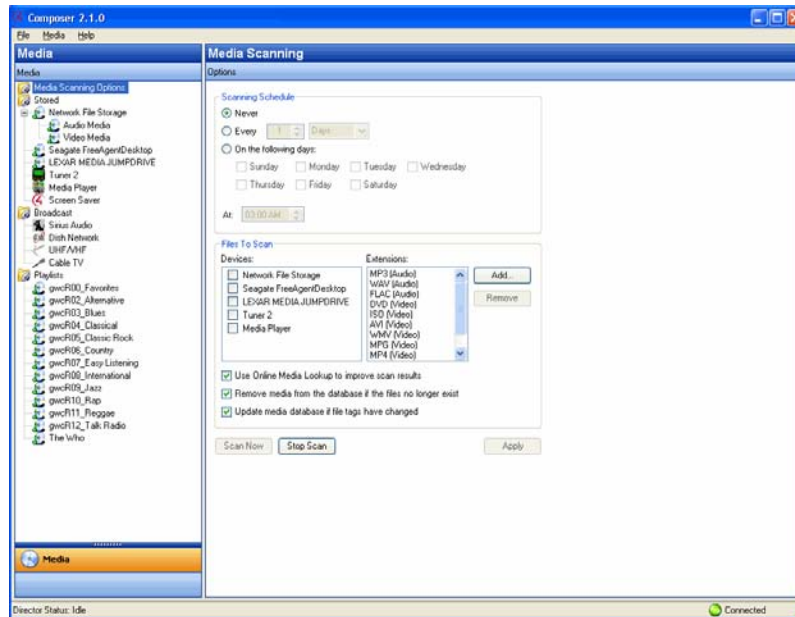 Composer 2.1.0
File Media Help
Media
Media
Media Scanning Options
Stored
Network File Storage
Audio Media
Video Media
Seagate FreeAgentDesktop
LEXAR MEDIA JUMPDRIVE
Tuner 2
Media Player
Screen Saver
Broadcast
Sirius Audio
Dish Network
UHF/VHF
Cable TV
Playlists
gwcR00_Favorites
gwcR02_Alternative
gwcR03_Blues
gwcR04_Classical
gwcR05_Classic Rock
gwcR06_Country
gwcR07_Easy Listening
gwcR08_International
gwcR09_Jazz
gwcR10_Rap
gwcR11_Reggae
gwcR12_Talk Radio
The Who
Media
Media Scanning
Options
Scanning Schedule
Never
Every 1 Days
On the following days:
Sunday Monday Tuesday Wednesday
Thursday Friday Saturday
At: 03:00 AM
Files To Scan
Devices:
Network File Storage
Seagate FreeAgentDesktop
LEXAR MEDIA JUMPDRIVE
Tuner 2
Media Player
Extensions:
MP3 (Audio)
WAV (Audio)
FLAC (Audio)
DVD (Video)
ISO (Video)
AVI (Video)
WMV (Video)
MPG (Video)
MP4 (Video)
Add...
Remove
Use Online Media Lookup to improve scan results
Remove media from the database if the files no longer exist
Update media database if file tags have changed
Scan Now Stop Scan Apply
Director Status: Idle Connected